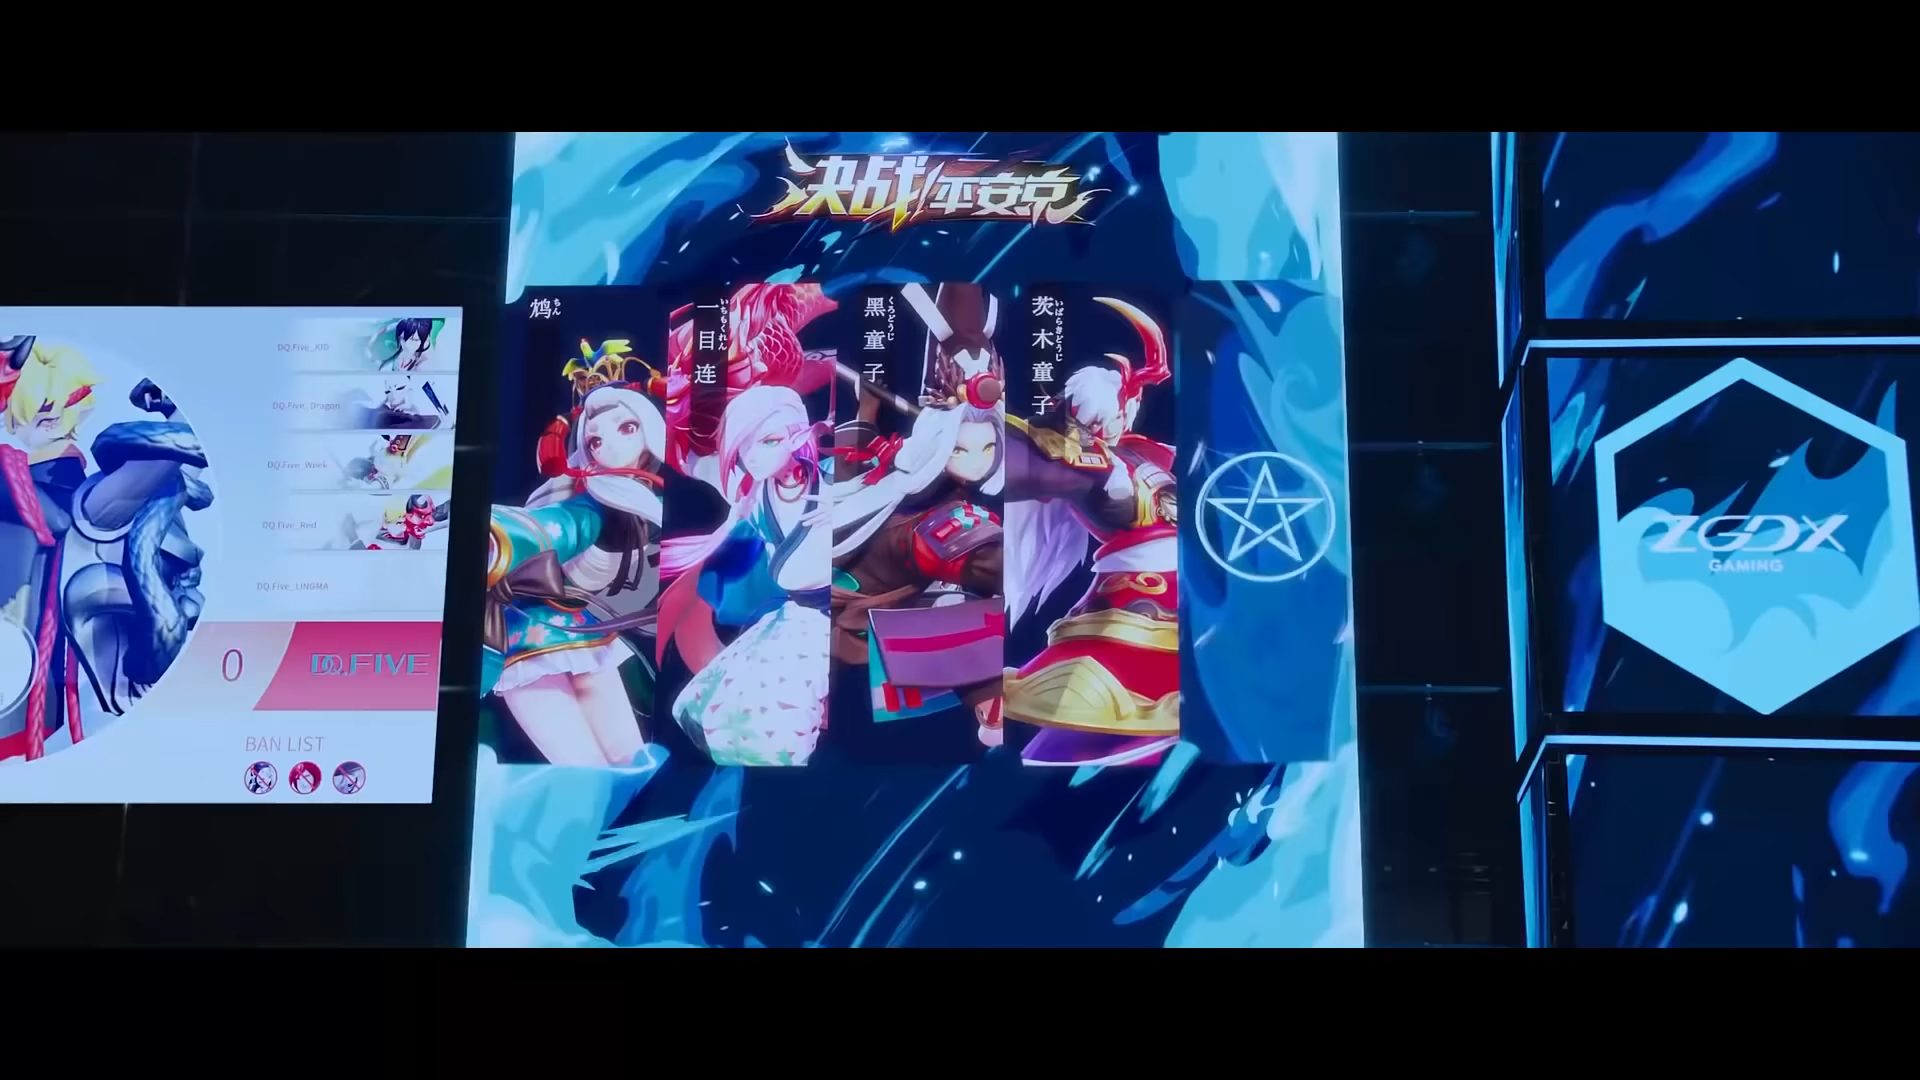 决战!平安京
鸩
ちん
一目连
いちもくれん
黑童子
くろどうじ
茨木童子
いばらきどうじ
DQ.Five_KID
DQ.Five_Dragon
DQ.Five_Week
DQ.Five_Red
DQ.Five_LINGMA
0
DQ.FIVE
BAN LIST
ZGDX
GAMING